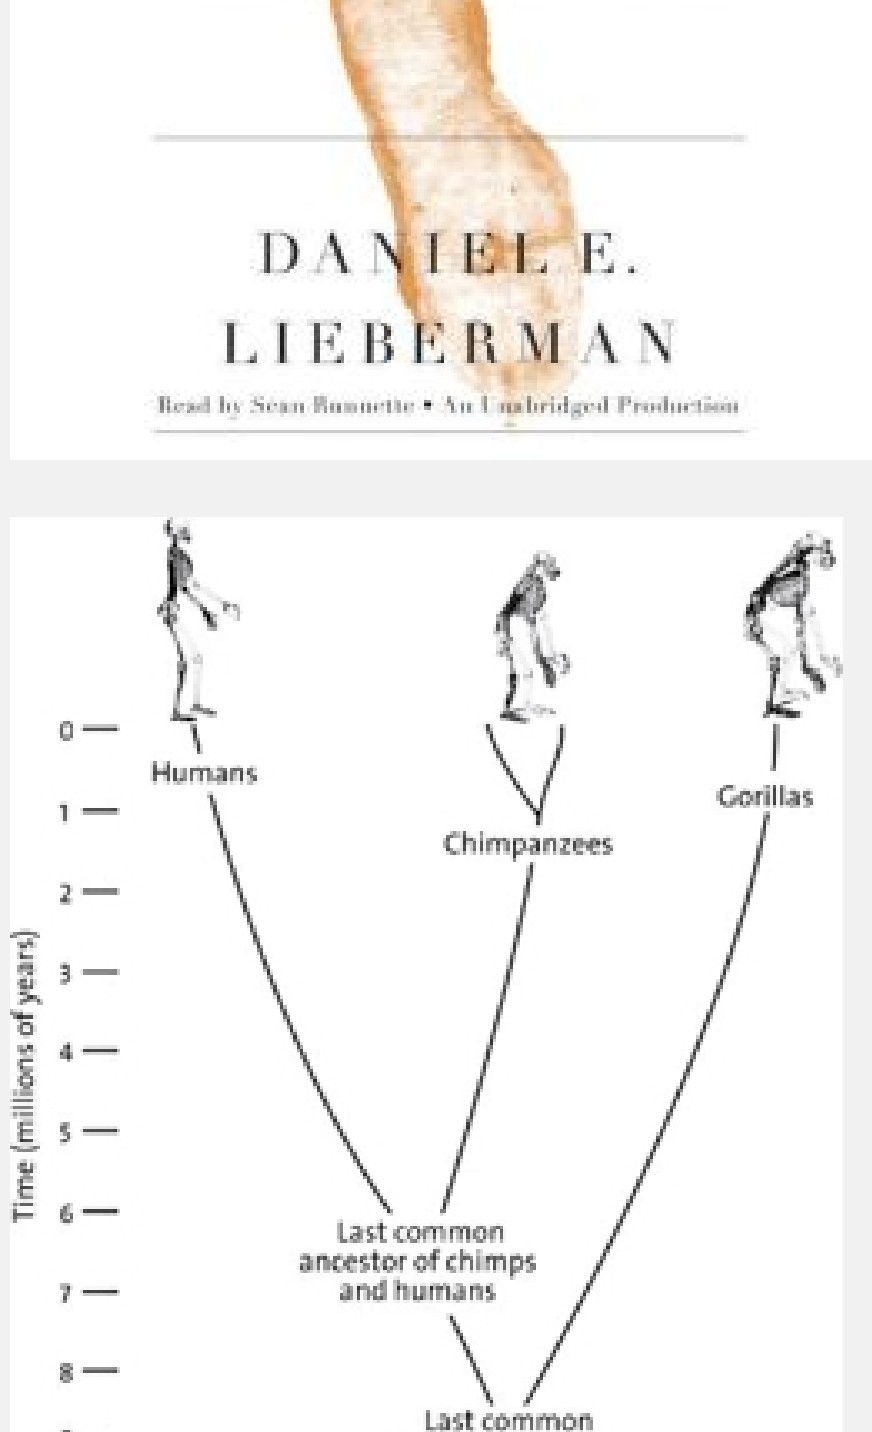 DANIEL E.
LIEBERMAN
Read by Sean Runnette • An Unabridged Production
0
Humans
Gorillas
1
Chimpanzees
2
3
4
5
6
Last common
ancestor of chimps
and humans
7
8
Last common
Time (millions of years)